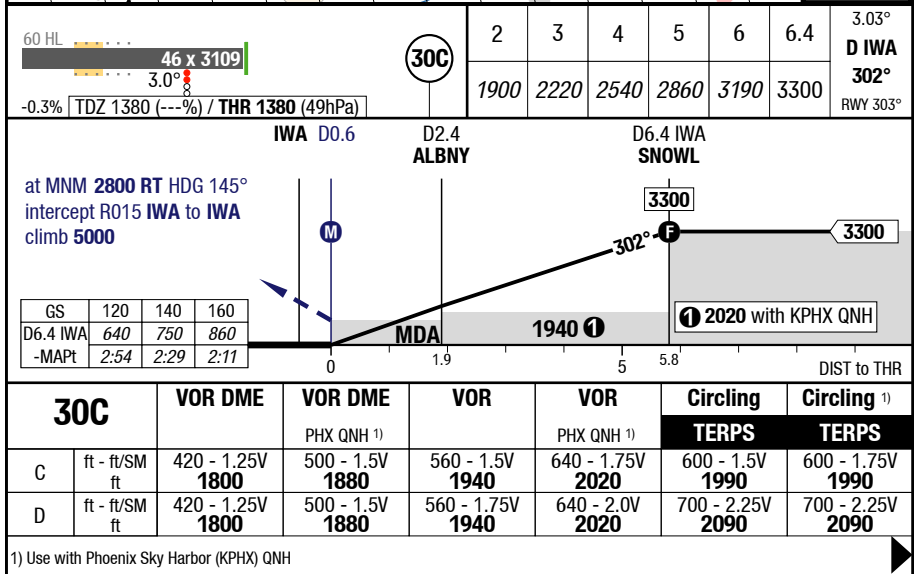 60 HL
46 x 3109
3.0°
-0.3% TDZ 1380 (---%) / THR 1380 (49hPa)
30C
2 3 4 5 6 6.4
1900 2220 2540 2860 3190 3300
3.03°
D IWA
302°
RWY 303°
IWA D0.6 D2.4 D6.4 IWA
ALBNY SNOWL
at MNM 2800 RT HDG 145°
intercept R015 IWA to IWA
climb 5000
M
3300
302° F 3300
GS 120 140 160
D6.4 IWA 640 750 860
-MAPt 2:54 2:29 2:11
MDA 1940 1
1 2020 with KPHX QNH
0 1.9 5 5.8 DIST to THR
30C VOR DME VOR DME VOR VOR Circling Circling 1)
PHX QNH 1) PHX QNH 1) TERPS TERPS
C ft - ft/SM 420 - 1.25V 500 - 1.5V 560 - 1.5V 640 - 1.75V 600 - 1.5V 600 - 1.75V
ft 1800 1880 1940 2020 1990 1990
D ft - ft/SM 420 - 1.25V 500 - 1.5V 560 - 1.75V 640 - 2.0V 700 - 2.25V 700 - 2.25V
ft 1800 1880 1940 2020 2090 2090
1) Use with Phoenix Sky Harbor (KPHX) QNH